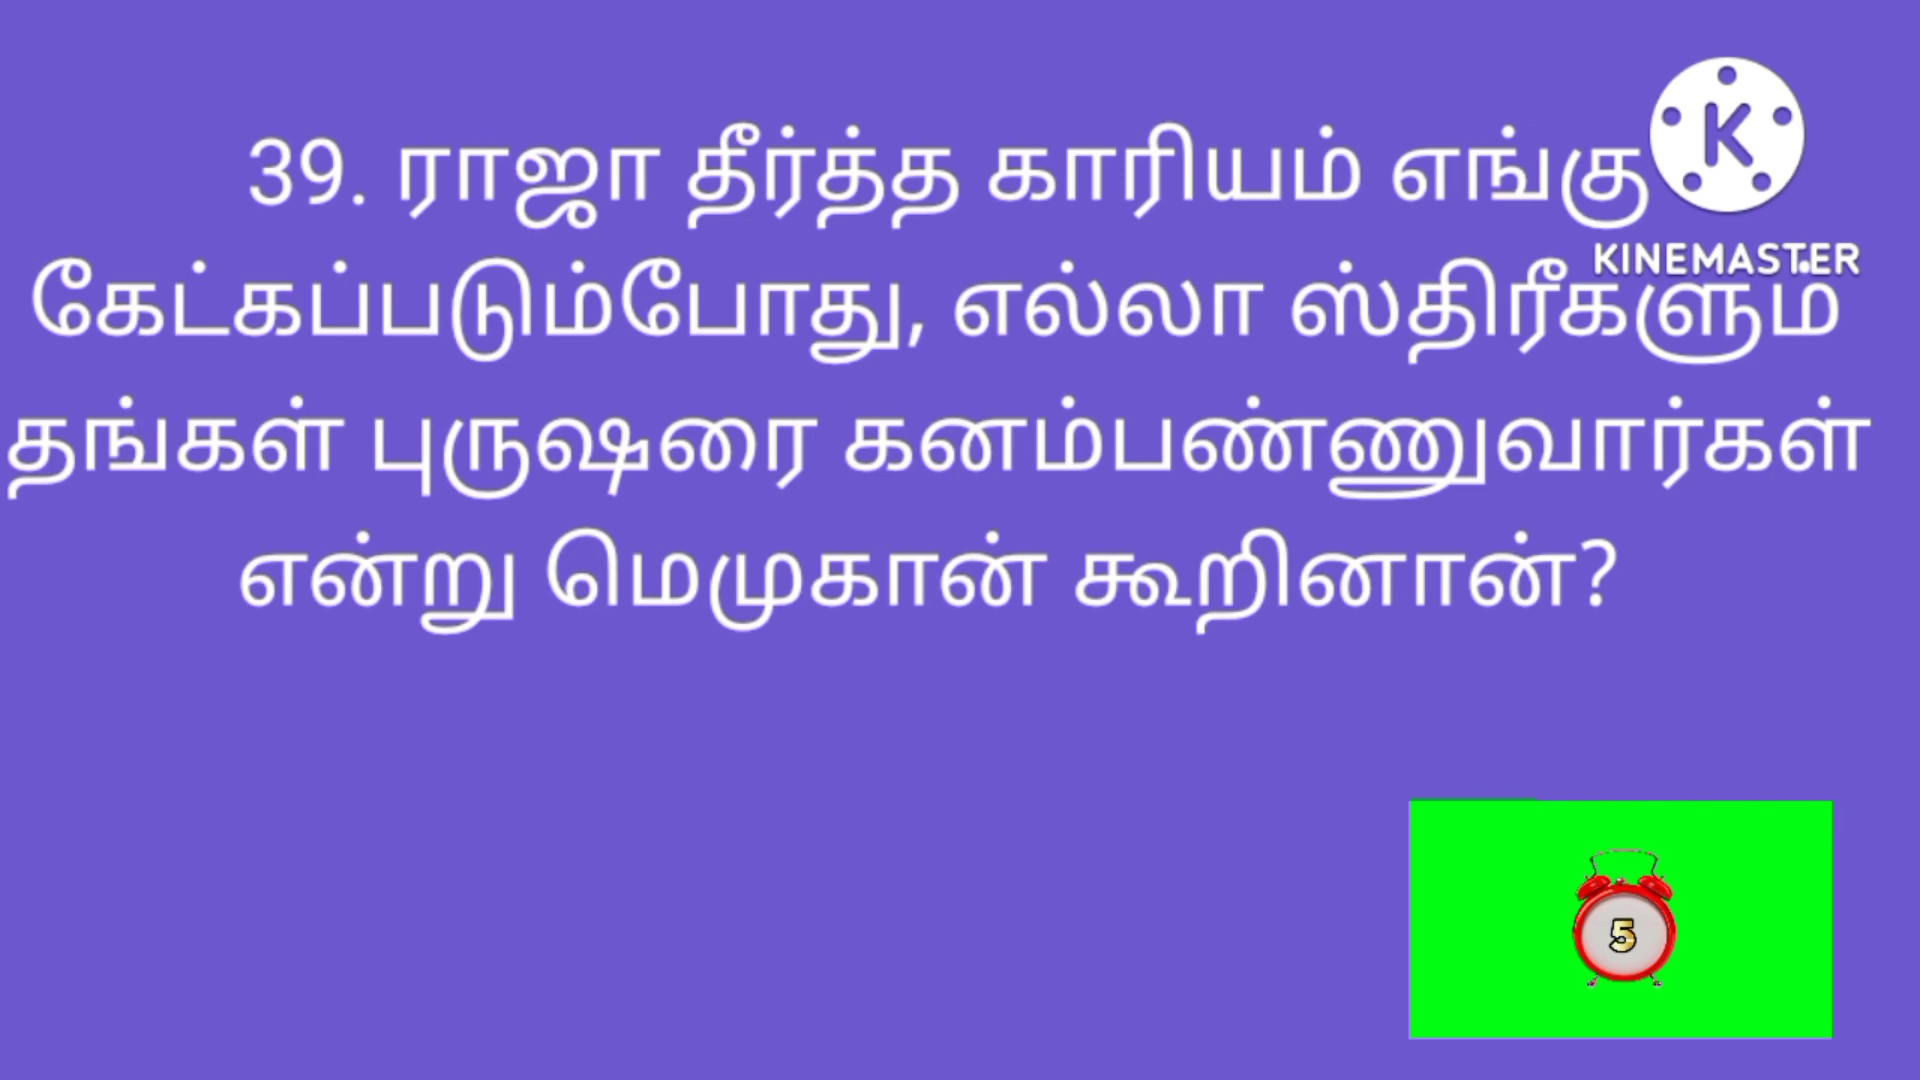 39. ராஜா தீர்த்த காரியம் எங்கு
கேட்கப்படும்போது, எல்லா ஸ்திரீகளும்
தங்கள் புருஷரை கனம்பண்ணுவார்கள்
என்று மெமுகான் கூறினான்?
K
KINEMASTER
5